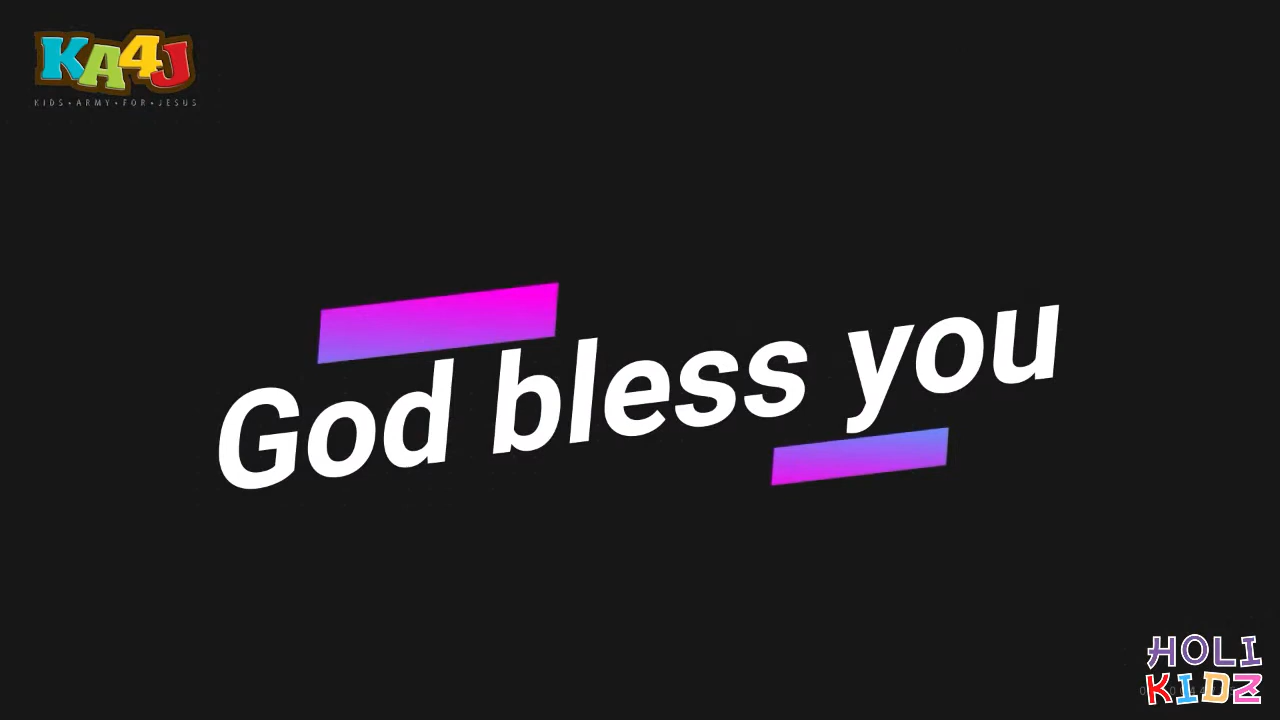 KA4J
KIDS • ARMY • FOR • JESUS
God bless you
HOLI
KIDZ